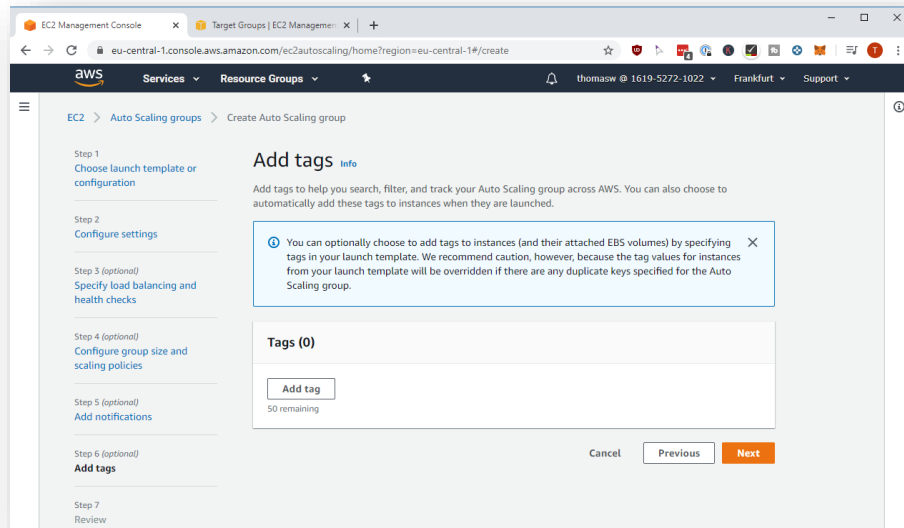 EC2 Management Console
Target Groups | EC2 Managemen
eu-central-1.console.aws.amazon.com/ec2autoscaling/home?region=eu-central-1#/create
4
T
aws
Services
Resource Groups
thomasw @ 1619-5272-1022
Frankfurt
Support
EC2 > Auto Scaling groups > Create Auto Scaling group
Step 1
Choose launch template or
configuration
Step 2
Configure settings
Step 3 (optional)
Specify load balancing and
health checks
Step 4 (optional)
Configure group size and
scaling policies
Step 5 (optional)
Add notifications
Step 6 (optional)
Add tags
Step 7
Review
Add tags Info
Add tags to help you search, filter, and track your Auto Scaling group across AWS. You can also choose to
automatically add these tags to instances when they are launched.
You can optionally choose to add tags to instances (and their attached EBS volumes) by specifying
tags in your launch template. We recommend caution, however, because the tag values for instances
from your launch template will be overridden if there are any duplicate keys specified for the Auto
Scaling group.
Tags (0)
Add tag
50 remaining
Cancel
Previous
Next